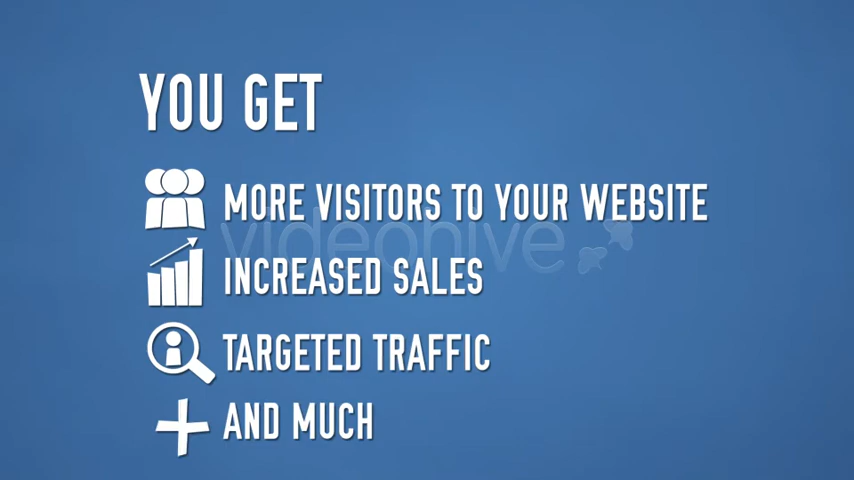 YOU GET
MORE VISITORS TO YOUR WEBSITE
videohive
INCREASED SALES
TARGETED TRAFFIC
AND MUCH